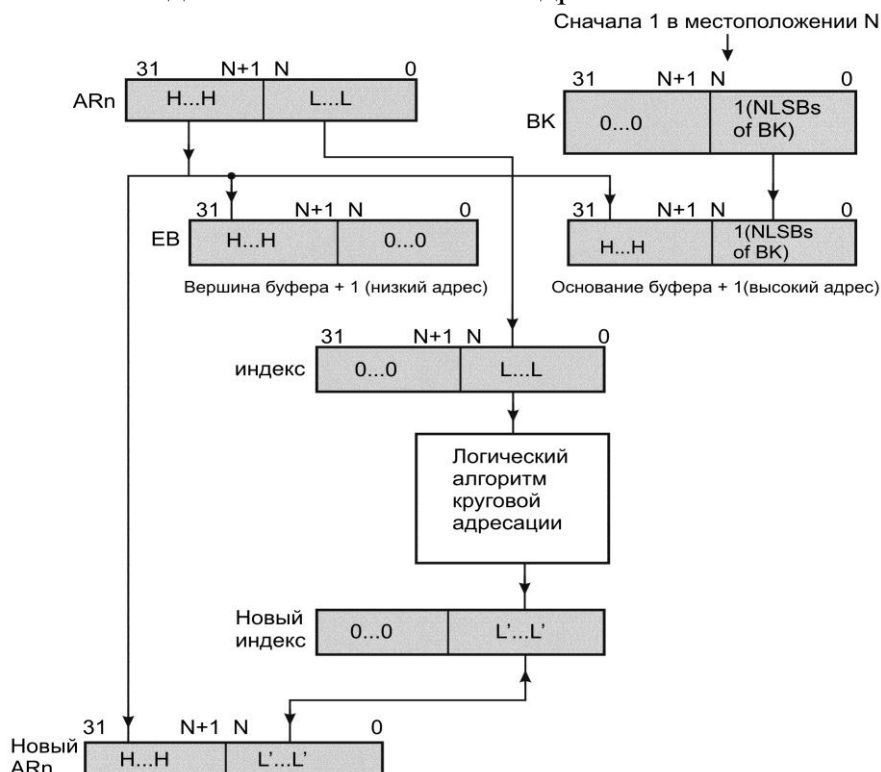 Сначала 1 в местоположении N
31 N+1 N 0
ARn H...H L...L
31 N+1 N 0
BK 0...0 1(NLSBs
of BK)
31 N+1 N 0
EB H...H 0...0
Вершина буфера + 1 (низкий адрес)
31 N+1 N 0
H...H 1(NLSBs
of BK)
Основание буфера + 1(высокий адрес)
31 N+1 N 0
индекс 0...0 L...L
Логический
алгоритм
круговой
адресации
Новый
индекс 0...0 L'...L'
31 N+1 N 0
Новый
ARn H...H L'...L'